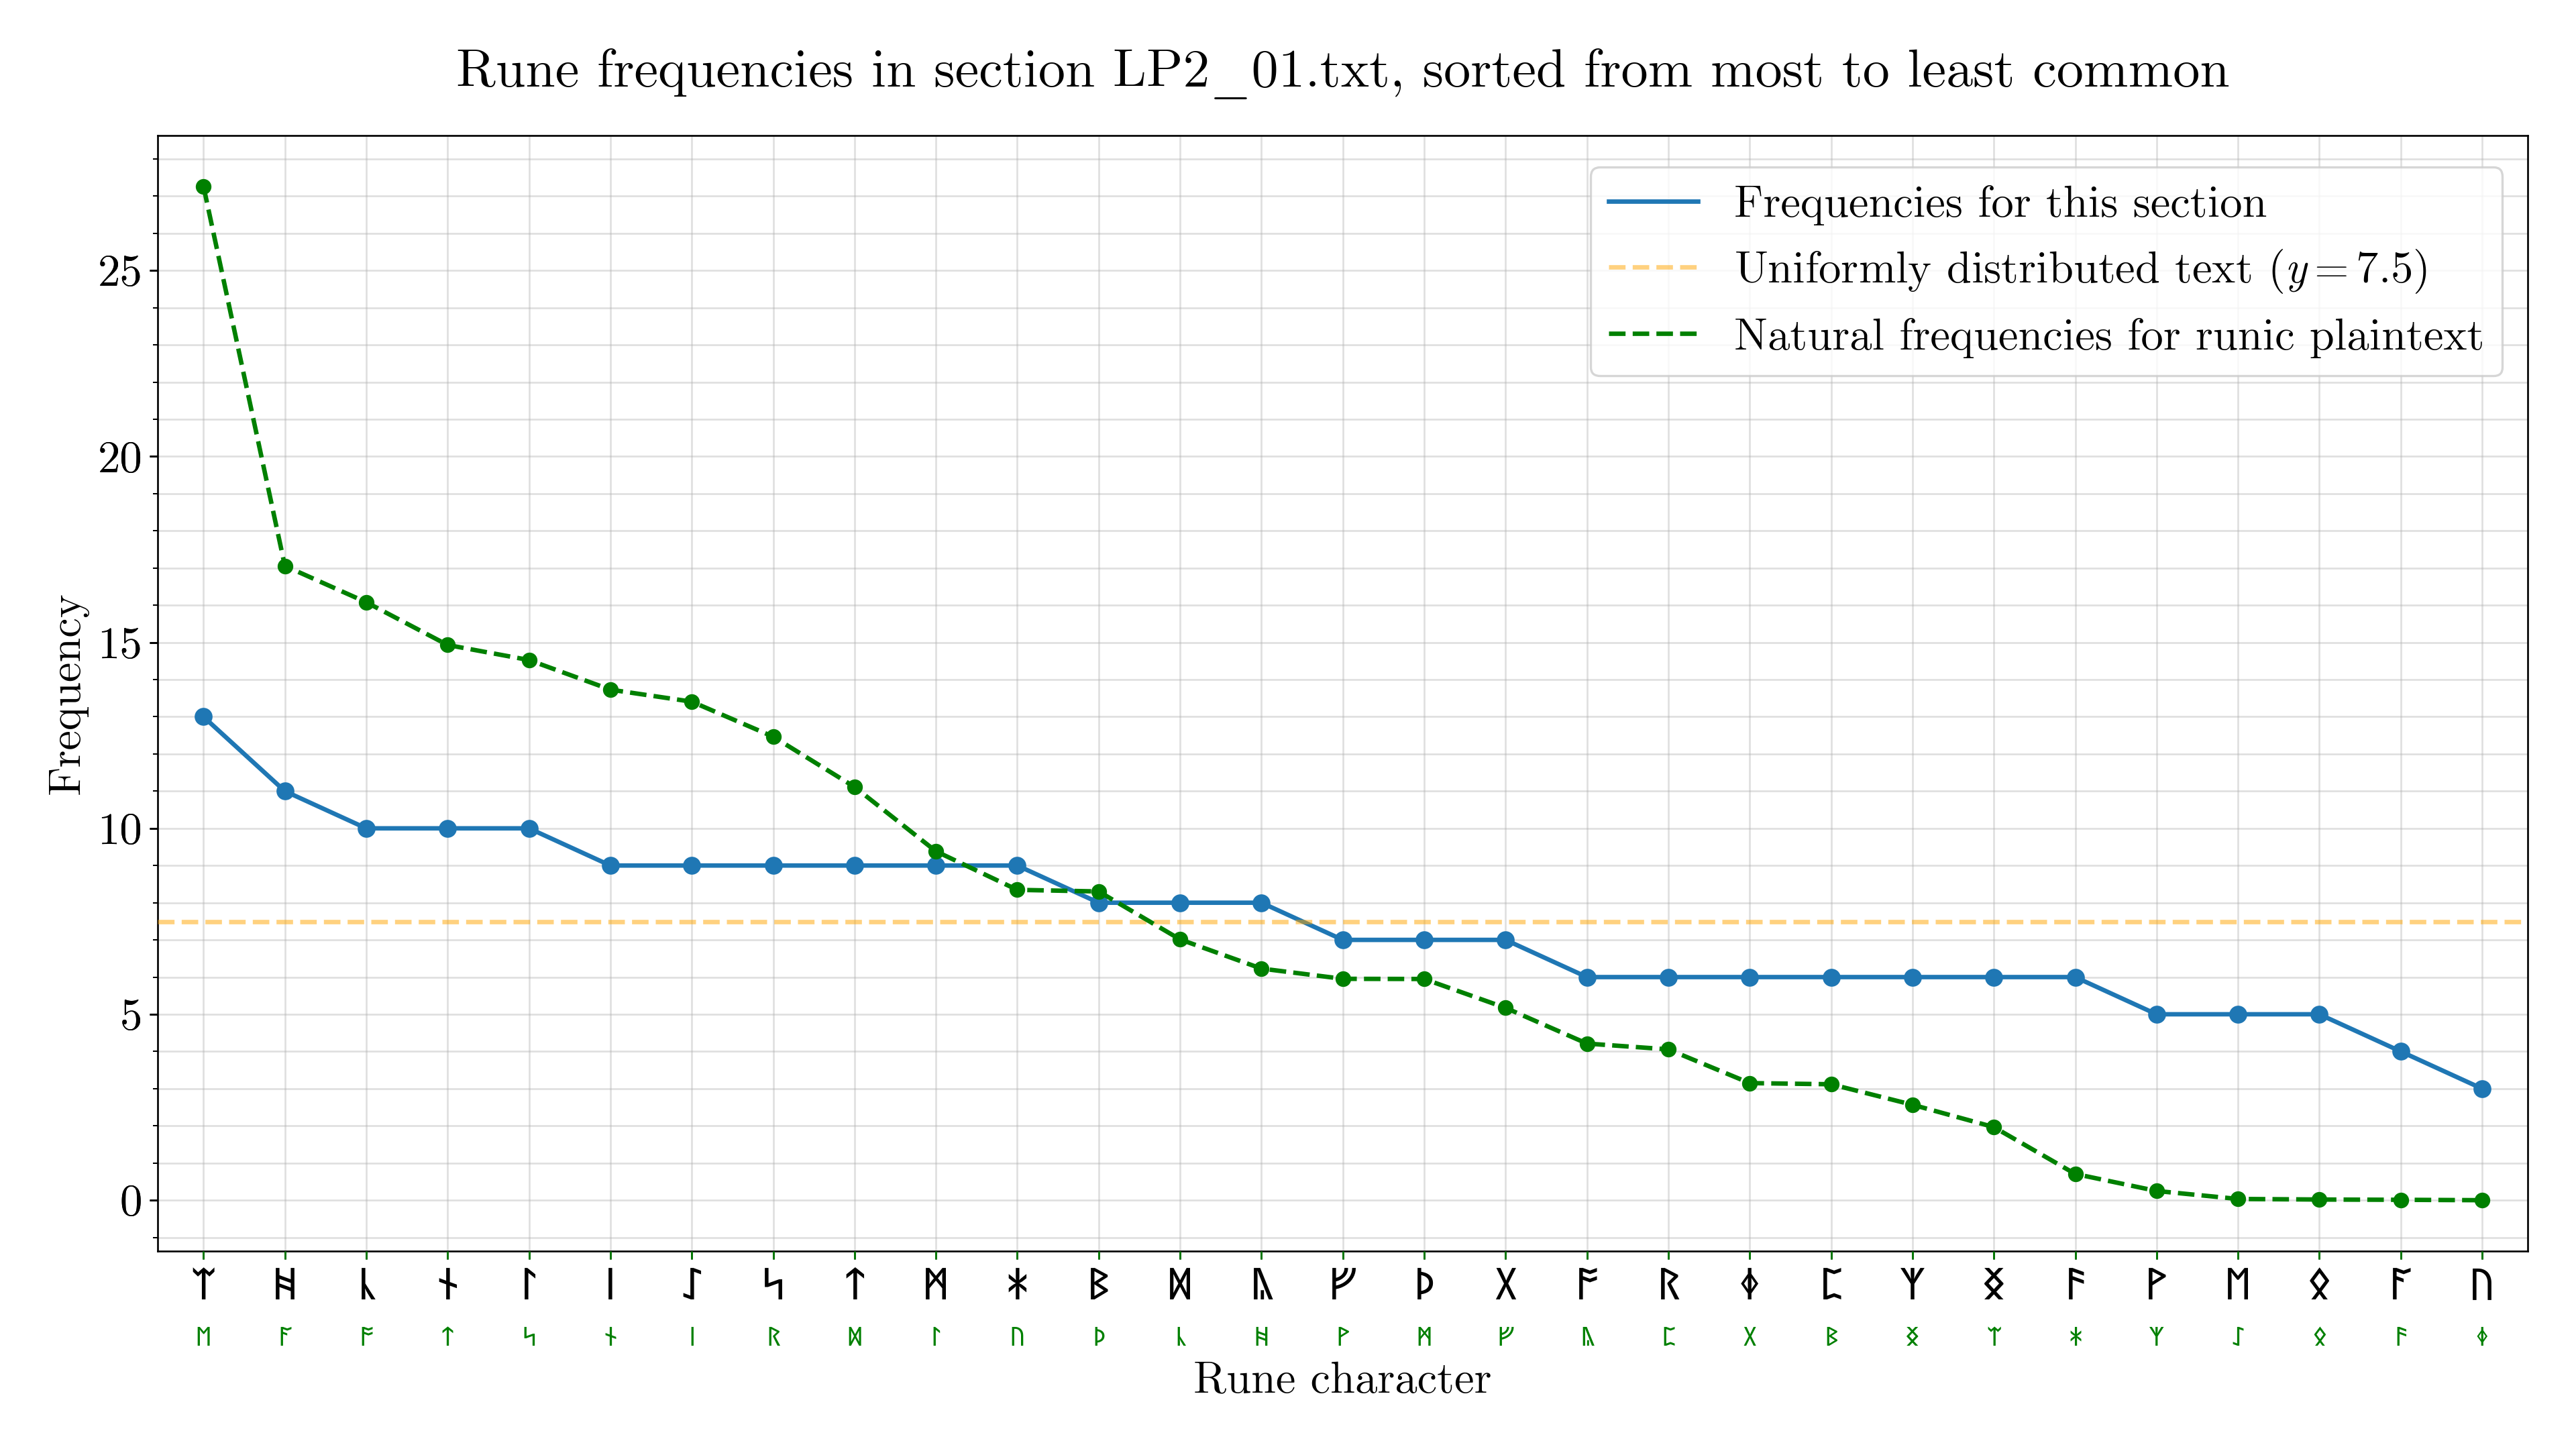 Rune frequencies in section LP2_01.txt, sorted from most to least common
Frequencies for this section
Uniformly distributed text (y = 7.5)
Natural frequencies for runic plaintext
Frequency
25
20
15
10
5
0
ᛠ ᚻ ᚳ ᚾ ᛚ ᛁ ᛇ ᛋ ᛏ ᛗ ᛡ ᛒ ᛞ ᚣ ᚠ ᚦ ᚷ ᚩ ᚱ ᛄ ᛈ ᛉ ᛝ ᚪ ᚹ ᛖ ᛟ ᚫ ᚢ
ᛖ ᚪ ᚩ ᛏ ᛋ ᚾ ᛁ ᚱ ᛞ ᛚ ᚢ ᚦ ᚳ ᚻ ᚹ ᛗ ᚠ ᚣ ᛈ ᚷ ᛒ ᛝ ᛠ ᛡ ᛉ ᛇ ᛟ ᚫ ᛄ
Rune character